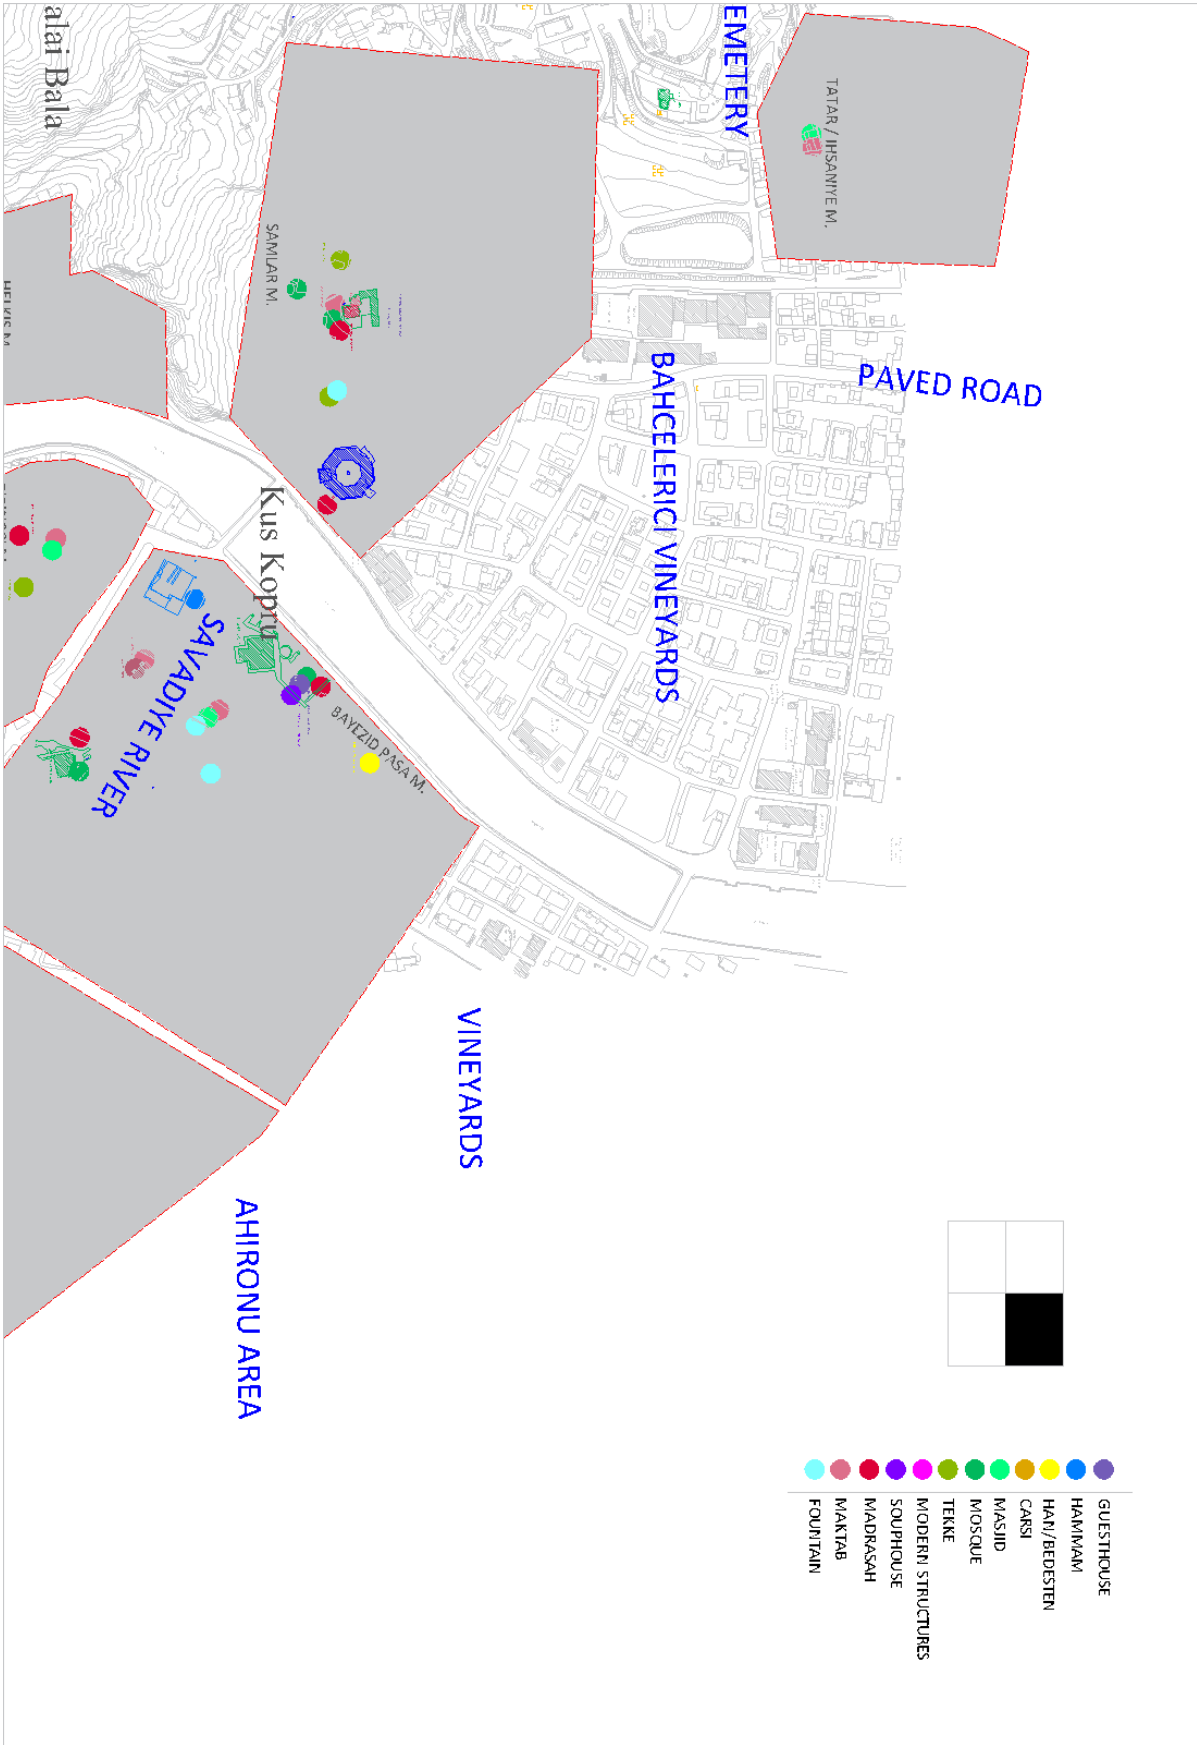 alai Bala
EMETERY
TATAR / IHSANIYE M.
SAMLAR M.
PAVED ROAD
BAHCELERICI VINEYARDS
Kus Kopru
SAVADIYE RIVER
BAYEZID PASA M.
VINEYARDS
AHIRONU AREA
GUESTHOUSE
HAMMAM
HAN/BEDESTEN
CARSI
MASJID
MOSQUE
TEKKE
MODERN STRUCTURES
SOUPHOUSE
MADRASAH
MAKTAB
FOUNTAIN